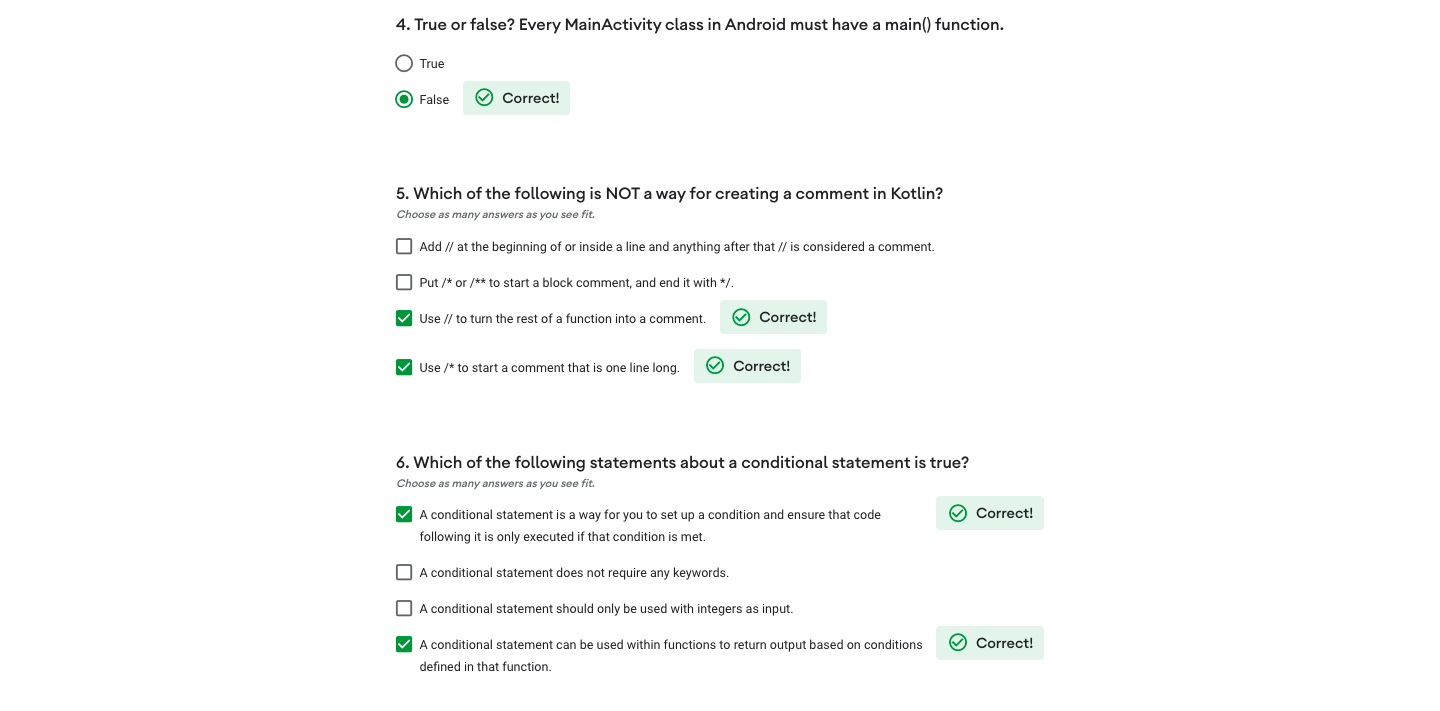 4. True or false? Every MainActivity class in Android must have a main() function.
True
False
Correct!
5. Which of the following is NOT a way for creating a comment in Kotlin?
Choose as many answers as you see fit.
Add // at the beginning of or inside a line and anything after that // is considered a comment.
Put /* or /** to start a block comment, and end it with */.
Use // to turn the rest of a function into a comment.
Correct!
Use /* to start a comment that is one line long.
Correct!
6. Which of the following statements about a conditional statement is true?
Choose as many answers as you see fit.
A conditional statement is a way for you to set up a condition and ensure that code
following it is only executed if that condition is met.
Correct!
A conditional statement does not require any keywords.
A conditional statement should only be used with integers as input.
A conditional statement can be used within functions to return output based on conditions
defined in that function.
Correct!